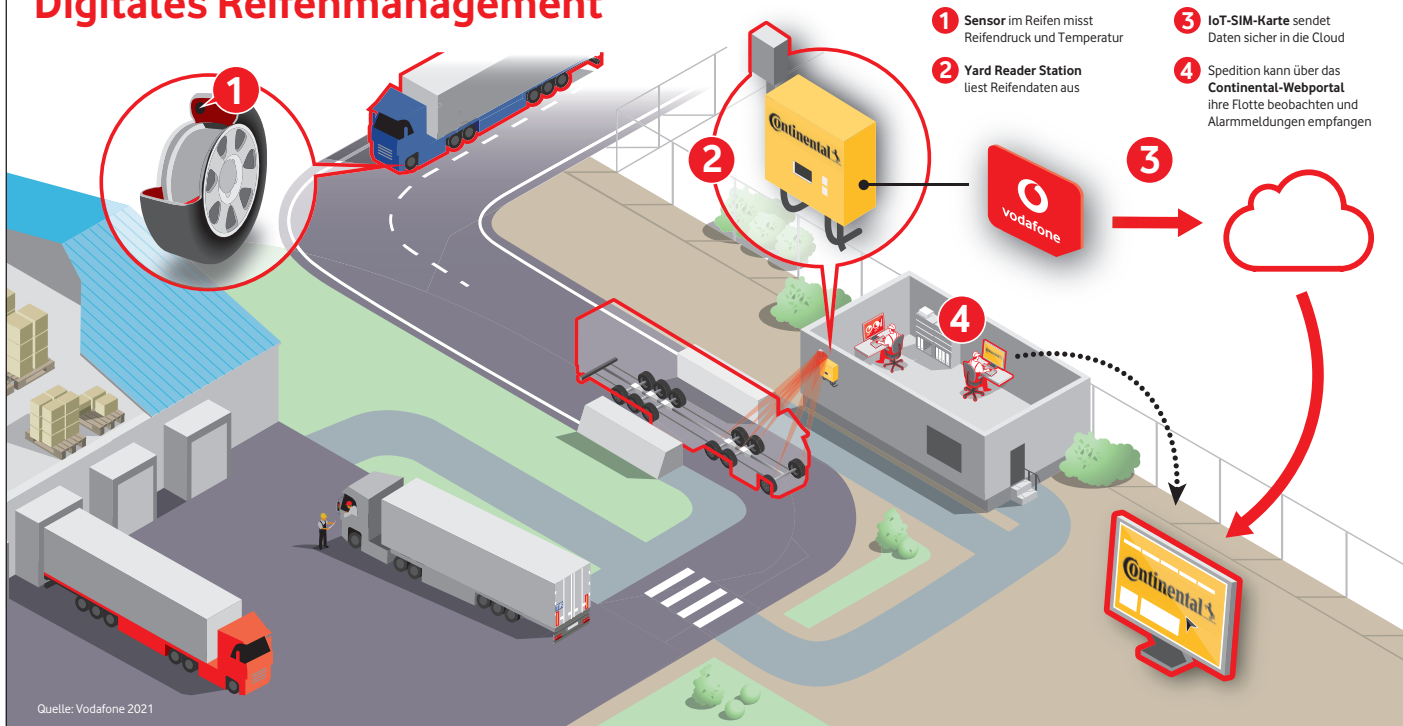 Digitales Reifenmanagement
1 Sensor im Reifen misst
Reifendruck und Temperatur
2 Yard Reader Station
liest Reifendaten aus
3 IoT-SIM-Karte sendet
Daten sicher in die Cloud
4 Spedition kann über das
Continental-Webportal
ihre Flotte beobachten und
Alarmmeldungen empfangen
1
2
Continental
3
vodafone
4
Continental
Quelle: Vodafone 2021